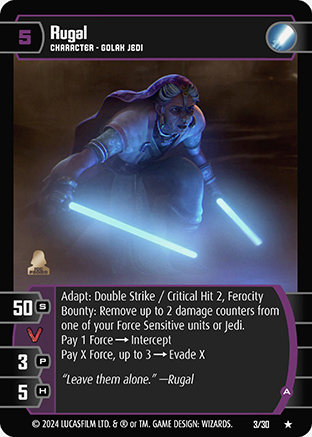 5
Rugal
CHARACTER - GOLAK JEDI
50 S
V
3 P
5 H
Adapt: Double Strike / Critical Hit 2, Ferocity
Bounty: Remove up to 2 damage counters from
one of your Force Sensitive units or Jedi.
Pay 1 Force → Intercept
Pay X Force, up to 3 → Evade X
“Leave them alone.” —Rugal
A
© 2024 LUCASFILM LTD. & ® or TM. GAME DESIGN: WIZARDS.
3/30
★